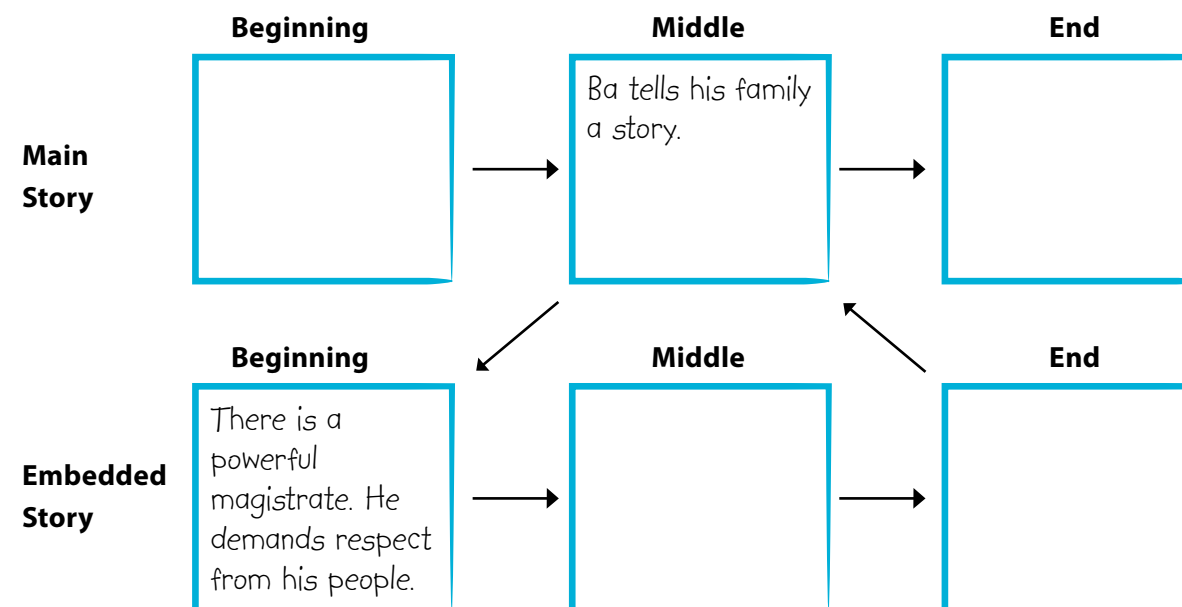 Beginning
Middle
End
Main
Story
Ba tells his family
a story.
Beginning
Middle
End
Embedded
Story
There is a
powerful
magistrate. He
demands respect
from his people.